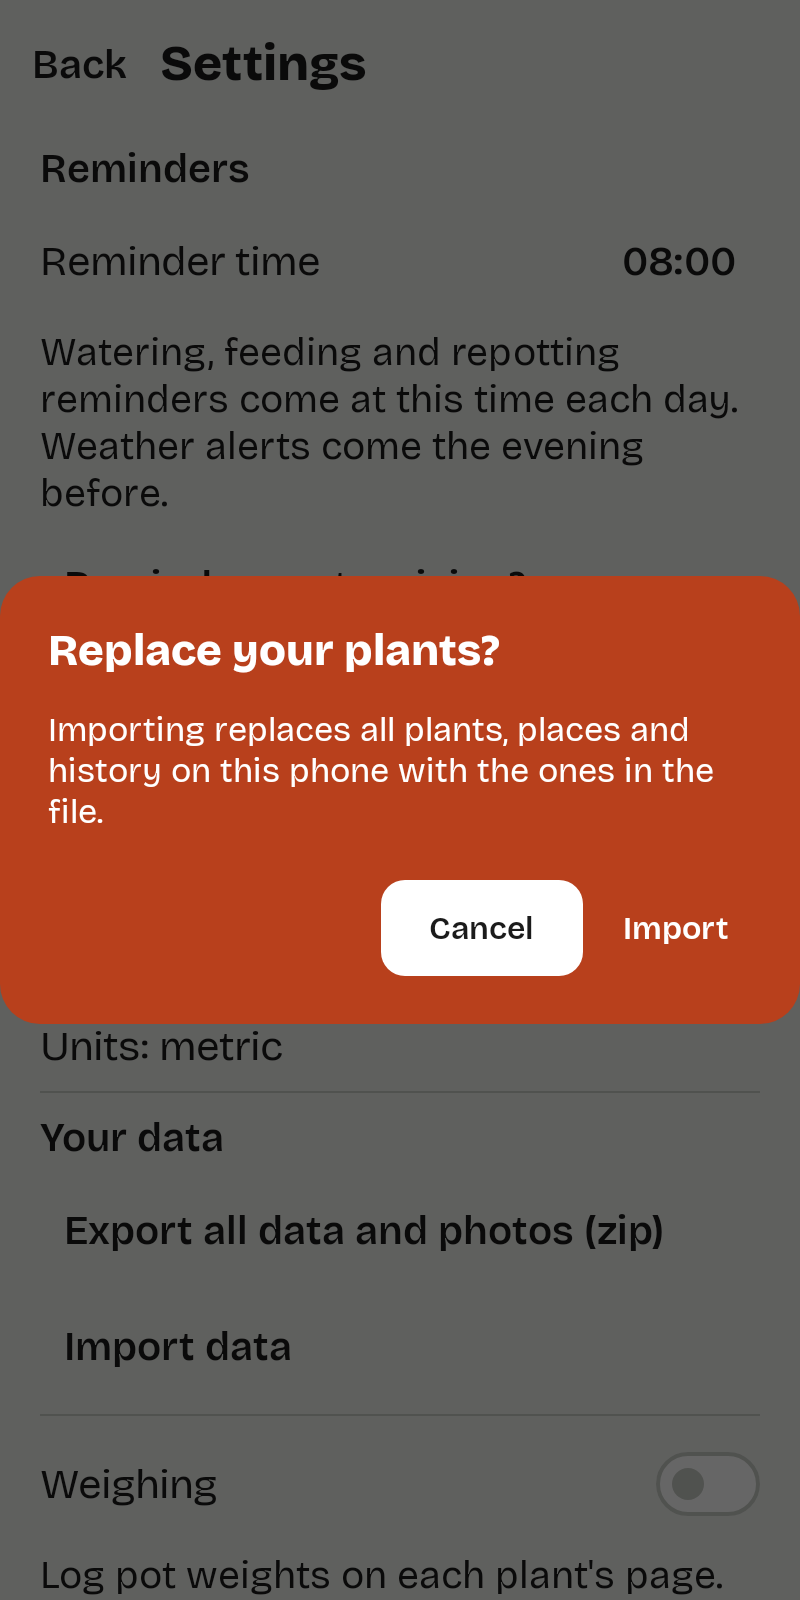 Back Settings
Reminders
Reminder time 08:00
Watering, feeding and repotting
reminders come at this time each day.
Weather alerts come the evening
before.
Replace your plants?
Importing replaces all plants, places and
history on this phone with the ones in the
file.
Cancel Import
Units: metric
Your data
Export all data and photos (zip)
Import data
Weighing
Log pot weights on each plant's page.